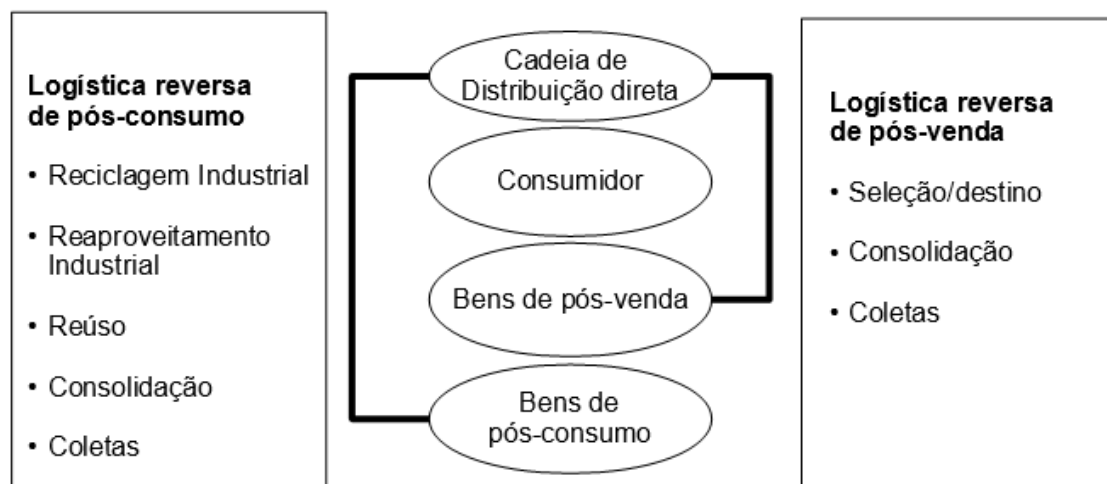 Logística reversa
de pós-consumo
• Reciclagem Industrial
• Reaproveitamento
Industrial
• Reúso
• Consolidação
• Coletas
Cadeia de
Distribuição direta
Consumidor
Bens de pós-venda
Bens de
pós-consumo
Logística reversa
de pós-venda
• Seleção/destino
• Consolidação
• Coletas